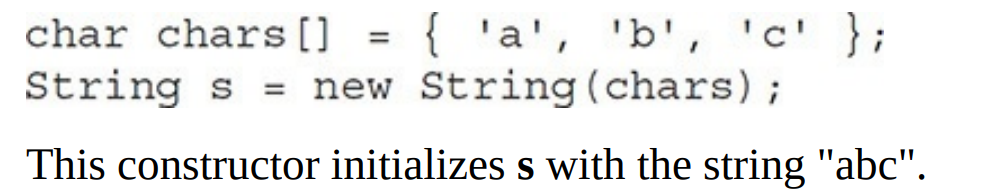 char chars[] = { 'a', 'b', 'c' };
String s = new String(chars);
This constructor initializes s with the string "abc".